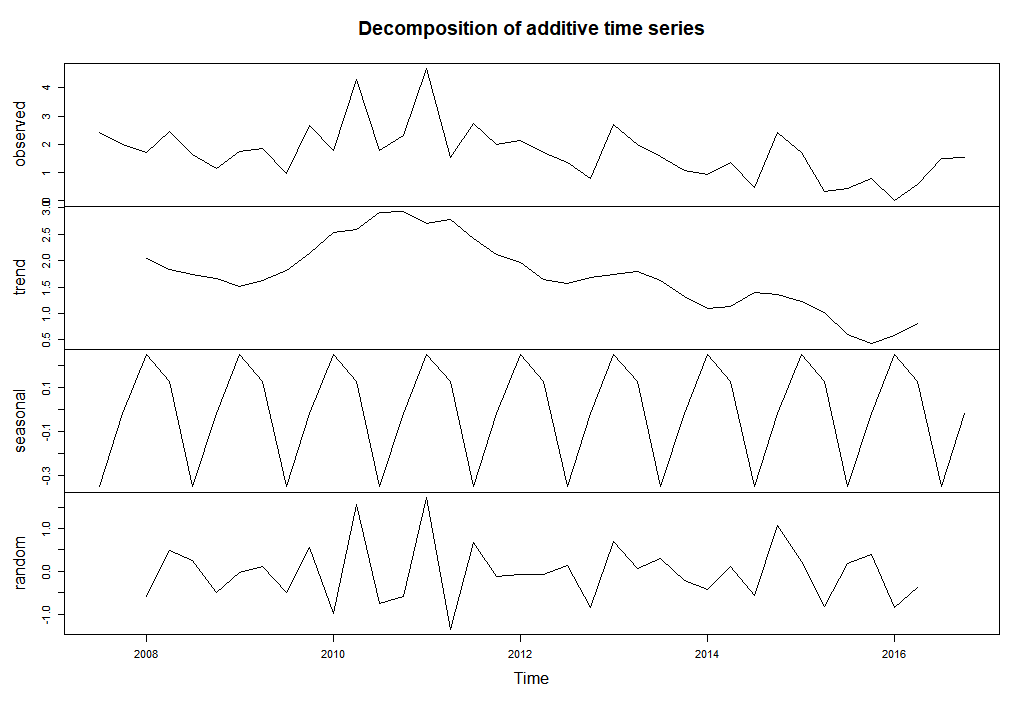 Decomposition of additive time series
observed
0 1 2 3 4
trend
0.5 1.0 1.5 2.0 2.5 3.0
seasonal
-0.3 -0.1 0.1
random
-1.0 0.0 1.0
2008 2010 2012 2014 2016
Time